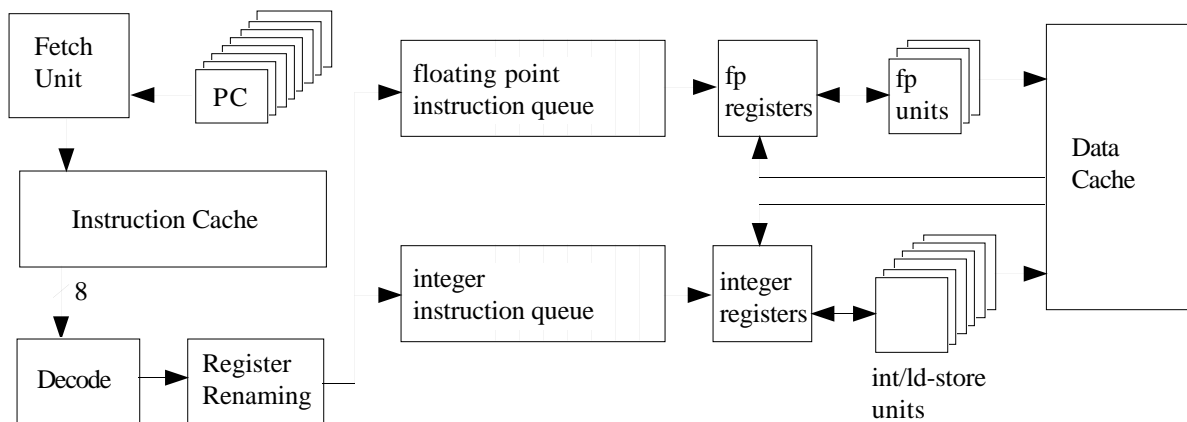 Fetch
Unit
PC
Instruction Cache
8
Decode
Register
Renaming
floating point
instruction queue
integer
instruction queue
fp
registers
fp
units
integer
registers
int/ld-store
units
Data
Cache